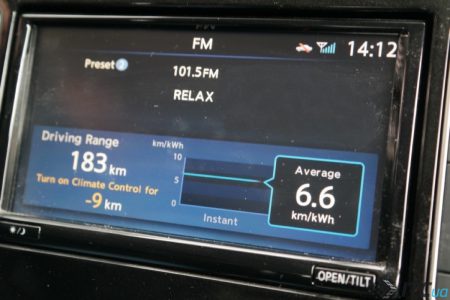 FM
14:12
Preset 2
101.5FM
RELAX
Driving Range
183 km
Turn on Climate Control for
-9 km
km/kWh
10
5
0
Instant
Average
6.6
km/kWh
OPEN/TILT